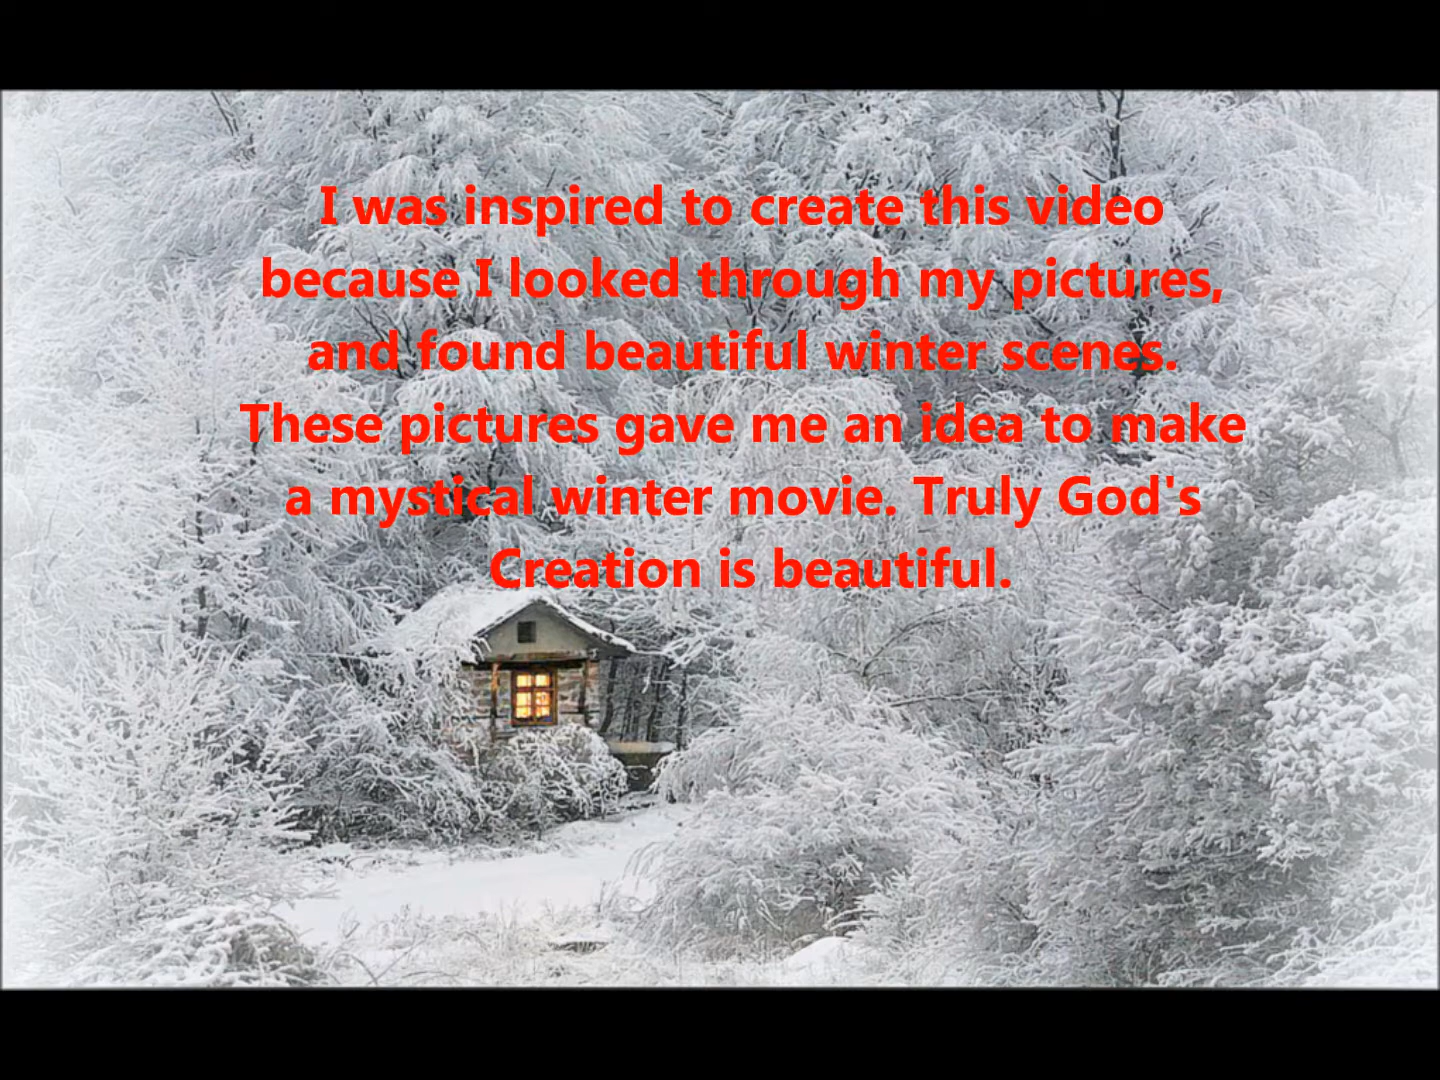 I was inspired to create this video
because I looked through my pictures,
and found beautiful winter scenes.
These pictures gave me an idea to make
a mystical winter movie. Truly God's
Creation is beautiful.